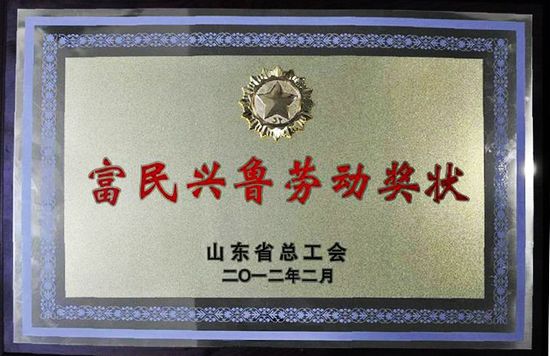 富民兴鲁劳动奖状
山东省总工会
二〇一二年二月